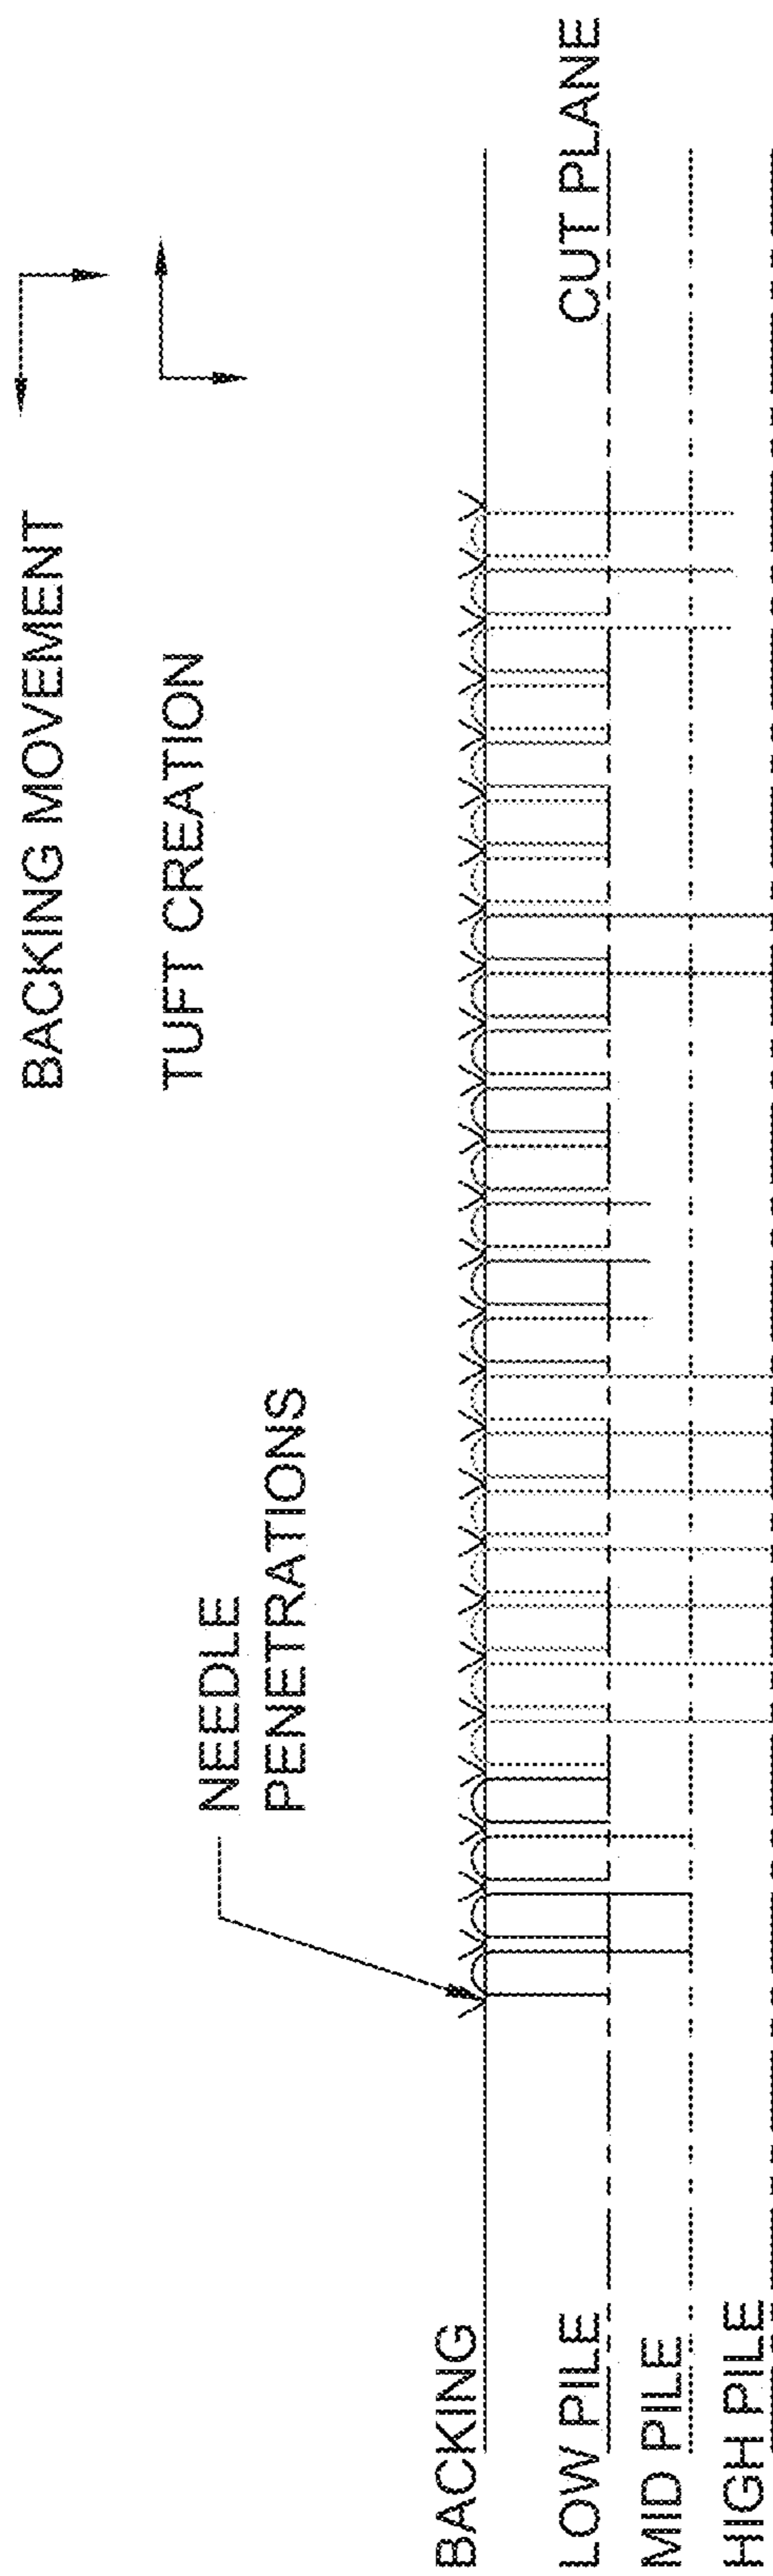 BACKING MOVEMENT
TUFT CREATION
NEEDLE
PENETRATIONS
BACKING
LOW PILE
CUT PLANE
MID PILE
HIGH PILE